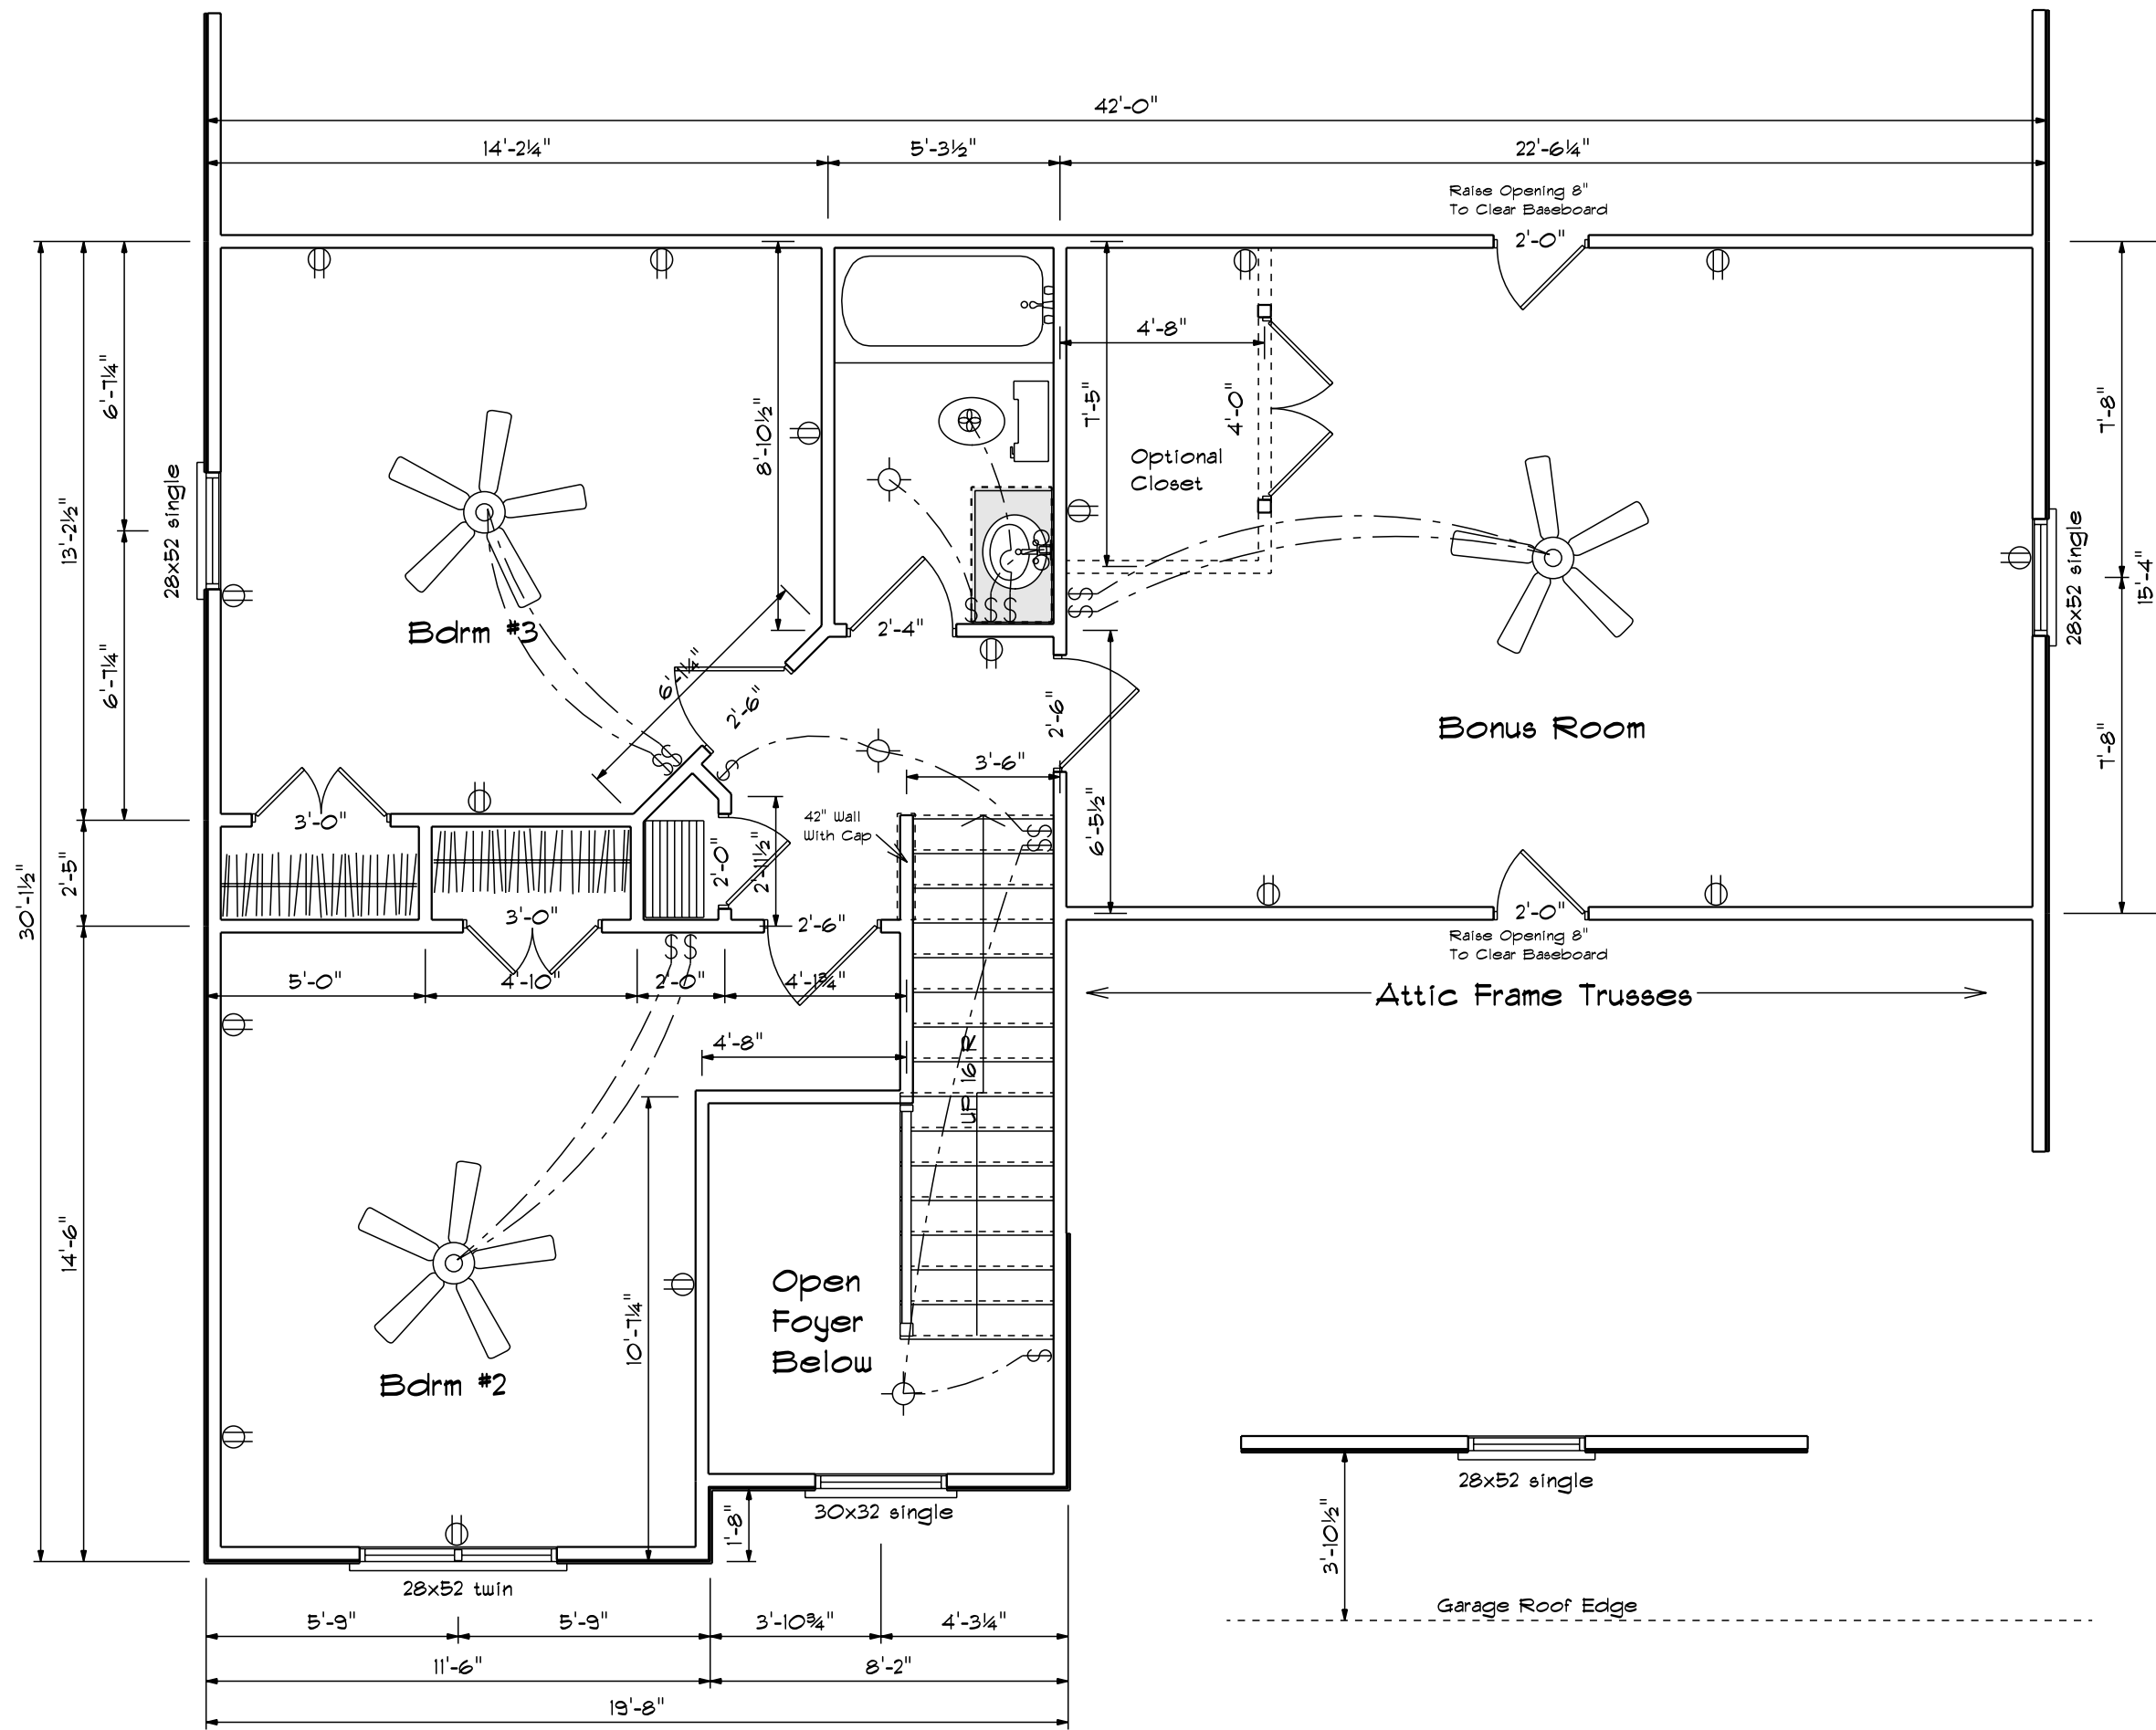 42'-0"
14'-2¼"
5'-3½"
22'-6¼"
Raise Opening 8"
To Clear Baseboard
2'-0"
4'-8"
6'-7¼"
7'-5"
4'-0"
7'-8"
8'-10½"
Optional
Closet
28x52 single
13'-2½"
28x52 single
15'-4"
Bdrm #3
2'-4"
6'-7¼"
6'-1¼"
2'-6"
2'-6"
Bonus Room
7'-8"
3'-6"
3'-0"
42" Wall
With Cap
6'-5½"
2'-0"
2'-11½"
2'-5"
30'-1½"
3'-0"
2'-6"
2'-0"
Raise Opening 8"
To Clear Baseboard
5'-0"
4'-10"
2'-0"
4'-1¾"
Attic Frame Trusses
4'-8"
UP 16 R
14'-6"
Open
Foyer
Below
10'-7¼"
Bdrm #2
28x52 single
30x32 single
1'-8"
3'-10½"
28x52 twin
Garage Roof Edge
5'-9"
5'-9"
3'-10¾"
4'-3¼"
11'-6"
8'-2"
19'-8"